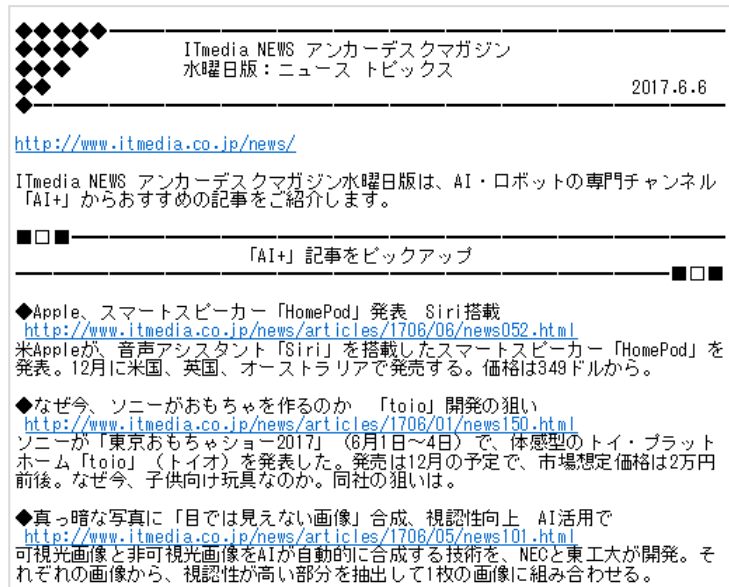 ◆◆◆◆◆━━━━━━━━━━━━━━━━━━━━━━━━━━━━━━
◆◆◆◆　　　　　ITmedia NEWS アンカーデスクマガジン
◆◆◆　　　　　　水曜日版：ニュース トピックス
◆◆　　　　　　　　　　　　　　　　　　　　　　　　　　　　2017.6.6
◆━━━━━━━━━━━━━━━━━━━━━━━━━━━━━━━━━━
http://www.itmedia.co.jp/news/
ITmedia NEWS アンカーデスクマガジン水曜日版は、AI・ロボットの専門チャンネル
「AI+」からおすすめの記事をご紹介します。
■□■━━━━━━━━━━━━━━━━━━━━━━━━━━━━━━━━
「AI+」記事をピックアップ
━━━━━━━━━━━━━━━━━━━━━━━━━━━━━━━━■□■
◆Apple、スマートスピーカー「HomePod」発表　Siri搭載
http://www.itmedia.co.jp/news/articles/1706/06/news052.html
米Appleが、音声アシスタント「Siri」を搭載したスマートスピーカー「HomePod」を
発表。12月に米国、英国、オーストラリアで発売する。価格は349ドルから。
◆なぜ今、ソニーがおもちゃを作るのか　「toio」開発の狙い
http://www.itmedia.co.jp/news/articles/1706/01/news150.html
ソニーが「東京おもちゃショー2017」（6月1日～4日）で、体感型のトイ・プラット
ホーム「toio」（トイオ）を発表した。発売は12月の予定で、市場想定価格は2万円
前後。なぜ今、子供向け玩具なのか。同社の狙いは。
◆真っ暗な写真に「目では見えない画像」合成、視認性向上　AI活用で
http://www.itmedia.co.jp/news/articles/1706/05/news101.html
可視光画像と非可視光画像をAIが自動的に合成する技術を、NECと東工大が開発。そ
れぞれの画像から、視認性が高い部分を抽出して1枚の画像に組み合わせる。